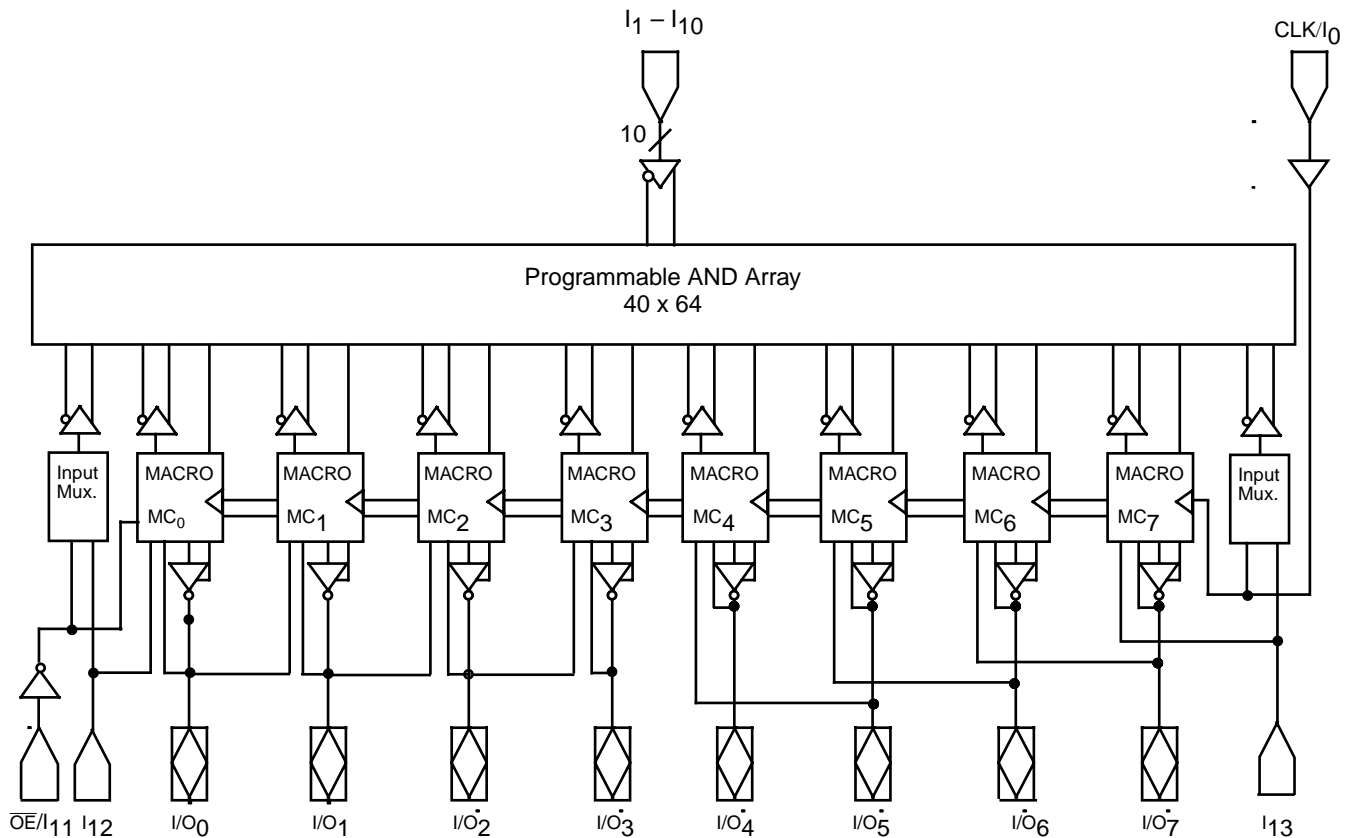 I1 – I10
CLK/I0
10
Programmable AND Array
40 x 64
Input
Mux.
MACRO
MC0
MACRO
MC1
MACRO
MC2
MACRO
MC3
MACRO
MC4
MACRO
MC5
MACRO
MC6
MACRO
MC7
Input
Mux.
O̅E̅/I11
I12
I/O0
I/O1
I/O2
I/O3
I/O4
I/O5
I/O6
I/O7
I13